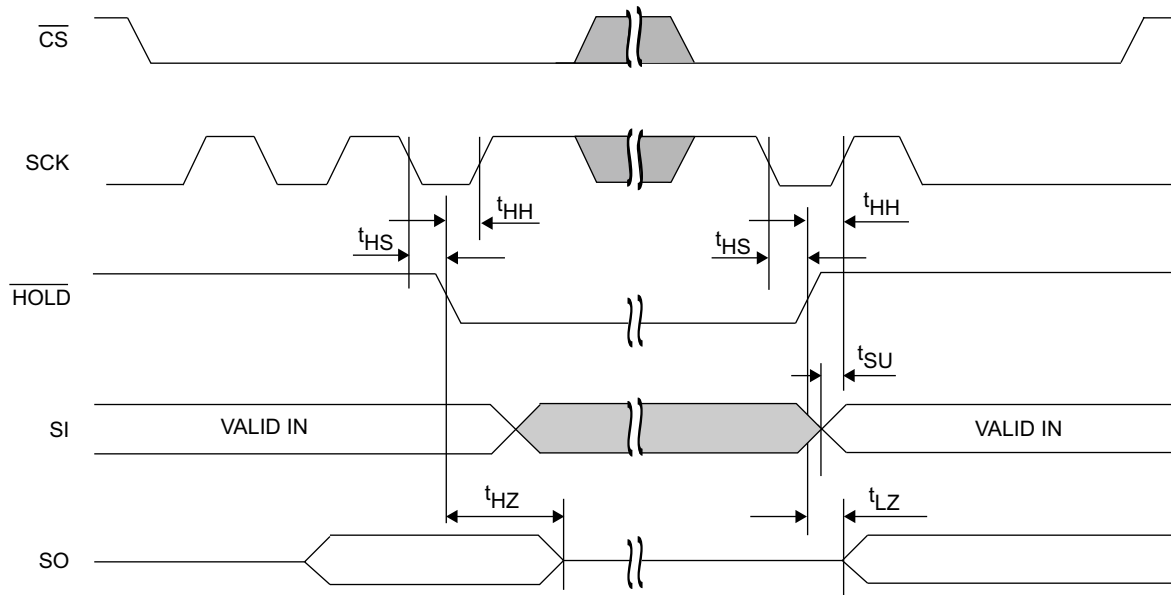 CS
SCK
tHH
tHH
tHS
tHS
HOLD
tSU
SI
VALID IN
VALID IN
tHZ
tLZ
SO